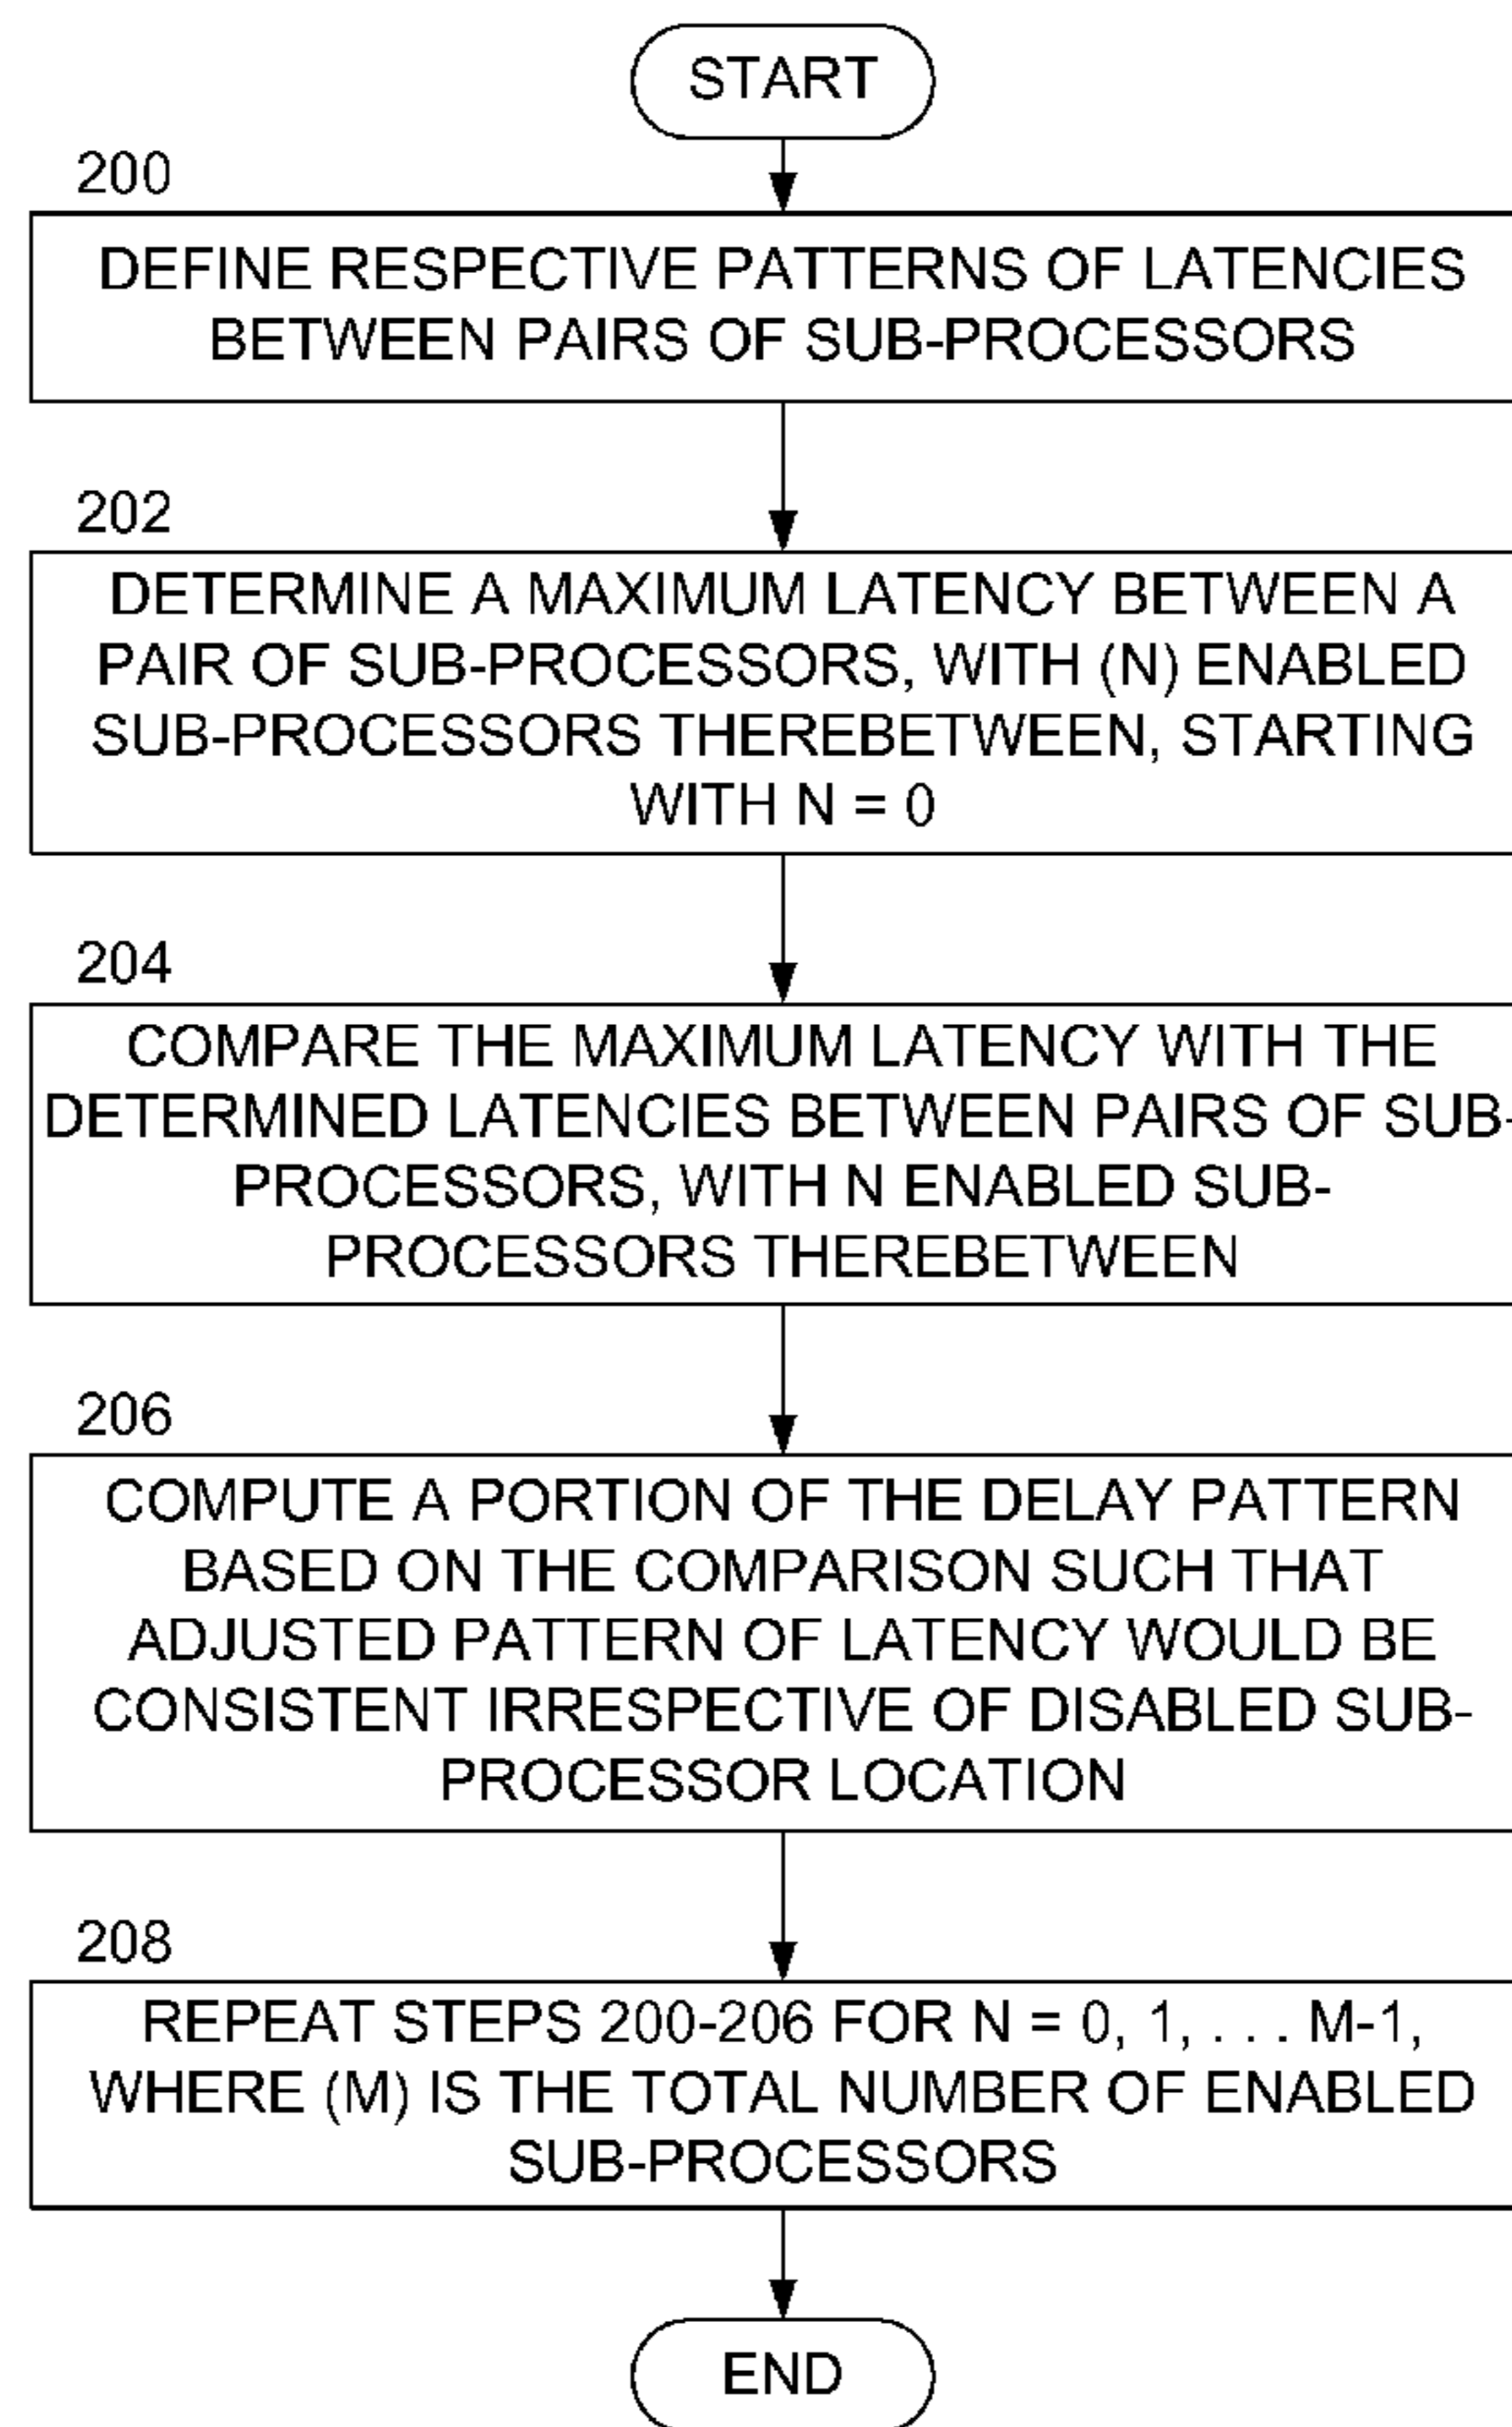 START
200
DEFINE RESPECTIVE PATTERNS OF LATENCIES
BETWEEN PAIRS OF SUB-PROCESSORS
202
DETERMINE A MAXIMUM LATENCY BETWEEN A
PAIR OF SUB-PROCESSORS, WITH (N) ENABLED
SUB-PROCESSORS THEREBETWEEN, STARTING
WITH N = 0
204
COMPARE THE MAXIMUM LATENCY WITH THE
DETERMINED LATENCIES BETWEEN PAIRS OF SUB-
PROCESSORS, WITH N ENABLED SUB-
PROCESSORS THEREBETWEEN
206
COMPUTE A PORTION OF THE DELAY PATTERN
BASED ON THE COMPARISON SUCH THAT
ADJUSTED PATTERN OF LATENCY WOULD BE
CONSISTENT IRRESPECTIVE OF DISABLED SUB-
PROCESSOR LOCATION
208
REPEAT STEPS 200-206 FOR N = 0, 1, . . . M-1,
WHERE (M) IS THE TOTAL NUMBER OF ENABLED
SUB-PROCESSORS
END